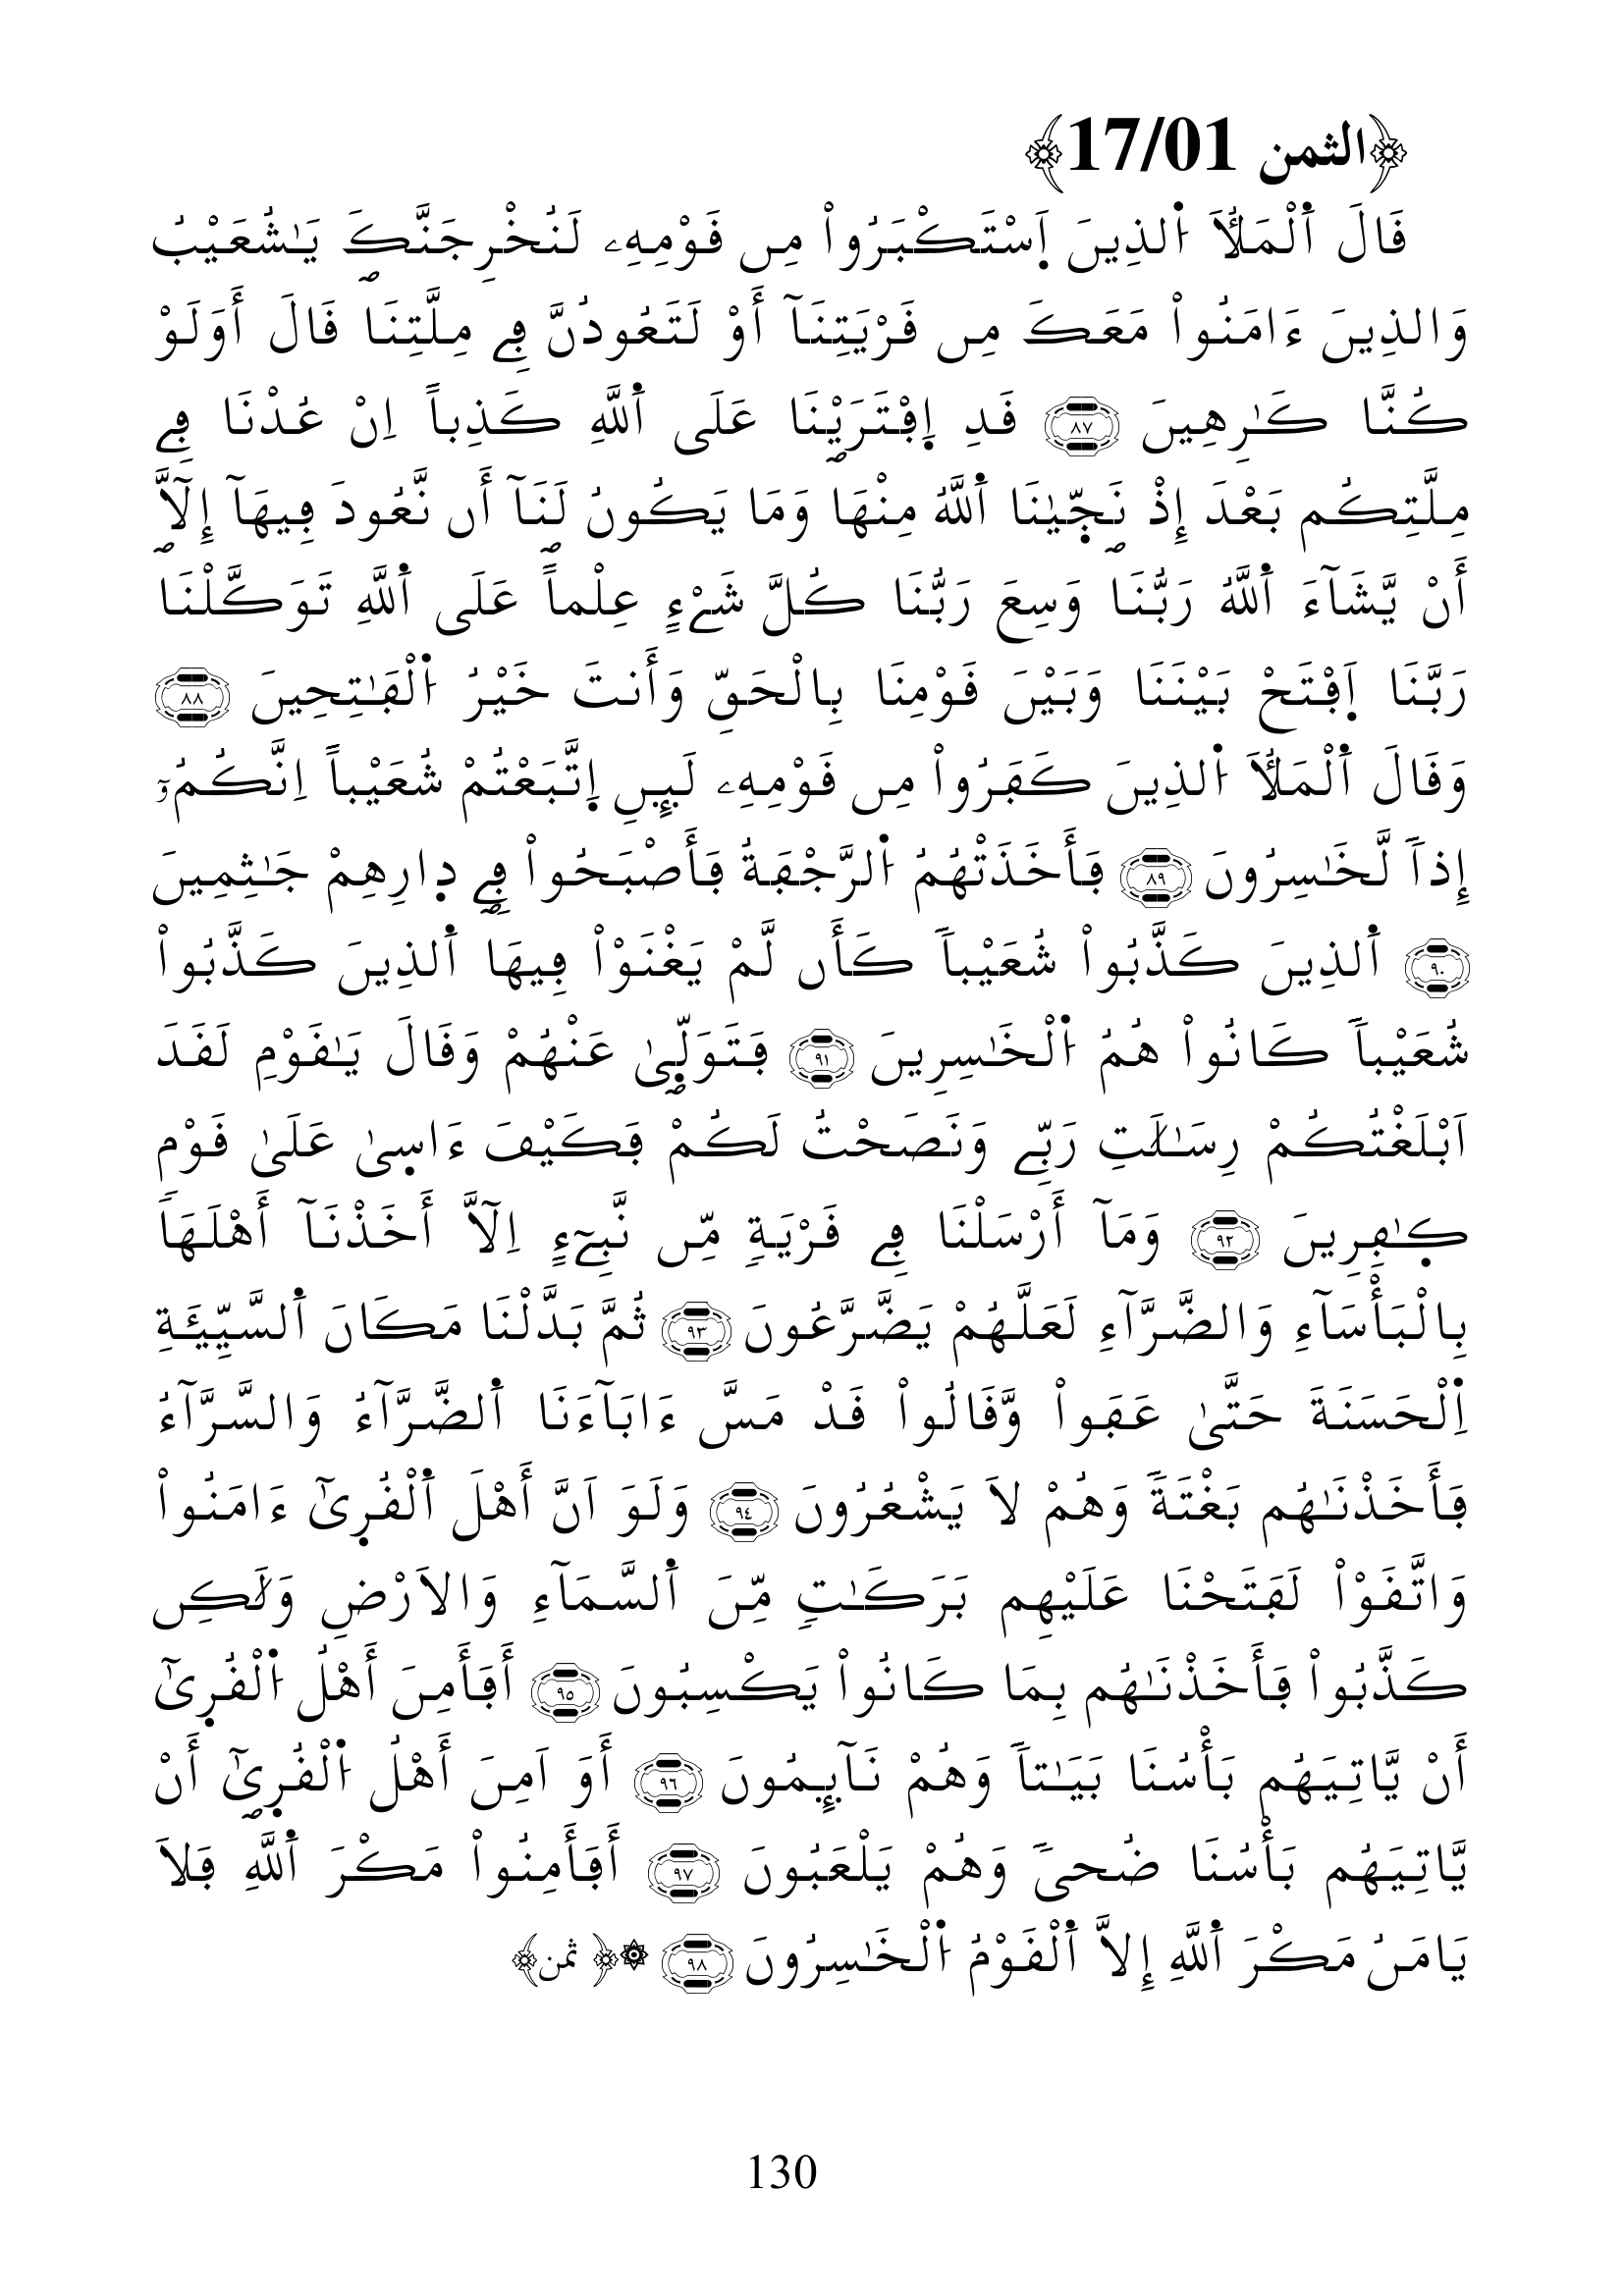 ﴿الثمن 17/01﴾
فَالَ ٱَ۬لْمَلَأُ اُ۬لذِينَ اَ۪سْتَكْبَرُواْ مِن فَوْمِهِۦ لَنُخْرِجَنَّكَ يَٰشُعَيْبُ
وَالذِينَ ءَامَنُواْ مَعَكَ مِن فَرْيَتِنَآ أَوْ لَتَعُودُنَّ فِے مِلَّتِنَا فَالَ أَوَلَوْ
كُنَّا كَٰرِهِينَ ٨٧ فَدِ اِ۪فْتَرَيْنَا عَلَى اَ۬للَّهِ كَذِباً اِنْ عُدْنَا فِے
مِلَّتِكُم بَعْدَ إِذْ نَجّ۪يٰنَا اَ۬للَّهُ مِنْهَا وَمَا يَكُونُ لَنَآ أَن نَّعُودَ فِيهَآ إِلَّآ
أَنْ يَّشَآءَ اَ۬للَّهُ رَبُّنَا وَسِعَ رَبُّنَا كُلَّ شَےْءٍ عِلْماً عَلَى اَ۬للَّهِ تَوَكَّلْنَا
رَبَّنَا اَ۪فْتَحْ بَيْنَنَا وَبَيْنَ فَوْمِنَا بِالْحَقِّ وَأَنتَ خَيْرُ اُ۬لْفَٰتِحِينَ ٨٨
وَفَالَ اَ۬لْمَلَأُ اُ۬لذِينَ كَفَرُواْ مِن فَوْمِهِۦ لَئِنِ اِ۪تَّبَعْتُمْ شُعَيْباً اِنَّكُمُۥٓ
إِذاَ لَّخَٰسِرُونَ ٨٩ فَأَخَذَتْهُمُ اُ۬لرَّجْفَةُ فَأَصْبَحُواْ فِے د۪ارِهِمْ جَٰثِمِينَ
٩٠ اَ۬لذِينَ كَذَّبُواْ شُعَيْباً كَأَن لَّمْ يَغْنَوْاْ فِيهَا اَ۬لذِينَ كَذَّبُواْ
شُعَيْباً كَانُواْ هُمُ اُ۬لْخَٰسِرِينَ ٩١ فَتَوَلّ۪يٰ عَنْهُمْ وَفَالَ يَٰفَوْمِ لَفَدَ
اَبْلَغْتُكُمْ رِسَٰلَٰتِ رَبِّے وَنَصَحْتُ لَكُمْ فَكَيْفَ ءَاس۪يٰ عَلَيٰ فَوْمٖ
كٰ۪فِرِينَ ٩٢ وَمَآ أَرْسَلْنَا فِے فَرْيَةٖ مِّن نَّبِےٓءٍ اِلَّآ أَخَذْنَآ أَهْلَهَا
بِالْبَأْسَآءِ وَالضَّرَّآءِ لَعَلَّهُمْ يَضَّرَّعُونَ ٩٣ ثُمَّ بَدَّلْنَا مَكَانَ اَ۬لسَّيِّئَةِ
اِ۬لْحَسَنَةَ حَتَّيٰ عَفَواْ وَّفَالُواْ فَدْ مَسَّ ءَابَآءَنَا اَ۬لضَّرَّآءُ وَالسَّرَّآءُ
فَأَخَذْنَٰهُم بَغْتَةٗ وَهُمْ لَا يَشْعُرُونَ ٩٤ وَلَوَ اَنَّ أَهْلَ اَ۬لْفُر۪ىٰٓ ءَامَنُواْ
وَاتَّفَوْاْ لَفَتَحْنَا عَلَيْهِم بَرَكَٰتٖ مِّنَ اَ۬لسَّمَآءِ وَالَارْضِ وَلَٰكِن
كَذَّبُواْ فَأَخَذْنَٰهُم بِمَا كَانُواْ يَكْسِبُونَ ٩٥ أَفَأَمِنَ أَهْلُ اُ۬لْفُر۪ىٰٓ
أَنْ يَّاتِيَهُم بَأْسُنَا بَيَٰتاً وَهُمْ نَآئِمُونَ ٩٦ أَوَ اَمِنَ أَهْلُ اُ۬لْفُر۪ىٰٓ أَنْ
يَّاتِيَهُم بَأْسُنَا ضُحىً وَهُمْ يَلْعَبُونَ ٩٧ أَفَأَمِنُواْ مَكْرَ اَ۬للَّهِ فَلَا
يَامَنُ مَكْرَ اَ۬للَّهِ إِلَّا اَ۬لْفَوْمُ اُ۬لْخَٰسِرُونَ ٩٨ ۞﴿ ثمن﴾
130